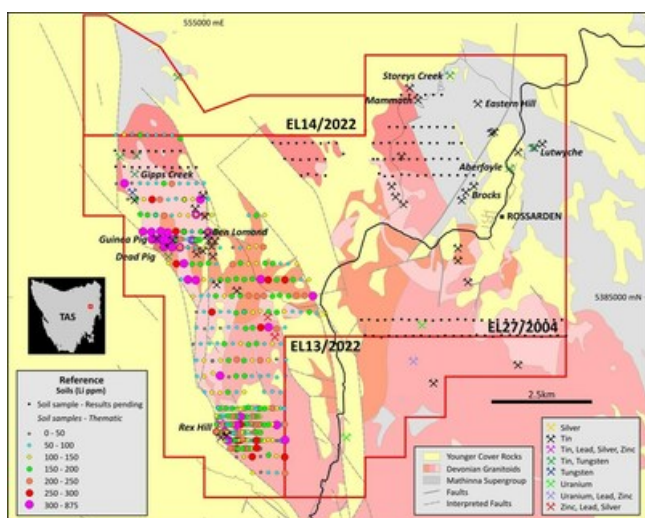 555000 mE
Storeys Creek
Mammoth
Eastern Hill
EL14/2022
Lutwyche
Aberfoyle
Gipps Creek
Brocks
ROSSARDEN
Guinea Pig
Ben Lomond
Dead Pig
TAS
5385000 mN
EL27/2004
EL13/2022
2.5km
Rex Hill
Reference
Soils (Li ppm)
Soil sample - Results pending
Soil samples - Thematic
0 - 50
50 - 100
100 - 150
150 - 200
200 - 250
250 - 300
300 - 875
Younger Cover Rocks
Devonian Granitoids
Mathinna Supergroup
Faults
Interpreted Faults
Silver
Tin
Tin, Lead, Silver, Zinc
Tin, Tungsten
Tungsten
Uranium
Uranium, Lead, Zinc
Zinc, Lead, Silver